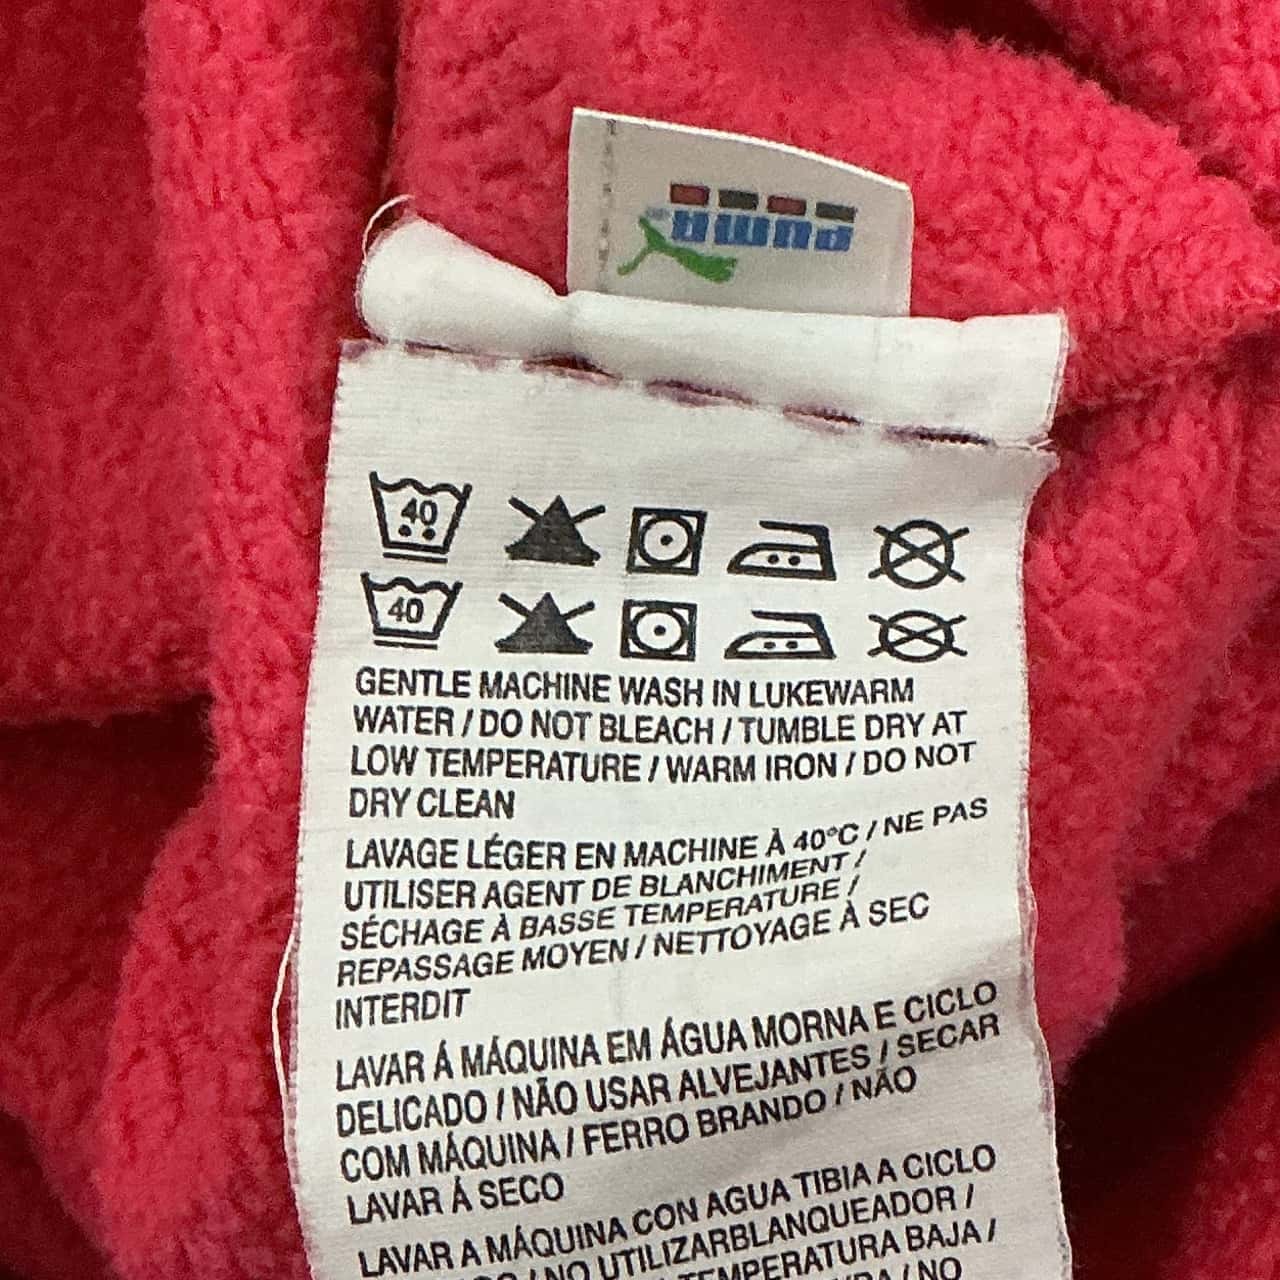 PUMA
40
40
GENTLE MACHINE WASH IN LUKEWARM
WATER / DO NOT BLEACH / TUMBLE DRY AT
LOW TEMPERATURE / WARM IRON / DO NOT
DRY CLEAN
LAVAGE LÉGER EN MACHINE À 40°C / NE PAS
UTILISER AGENT DE BLANCHIMENT /
SÉCHAGE À BASSE TEMPERATURE /
REPASSAGE MOYEN / NETTOYAGE À SEC
INTERDIT
LAVAR Á MÁQUINA EM ÁGUA MORNA E CICLO
DELICADO / NÃO USAR ALVEJANTES / SECAR
COM MÁQUINA / FERRO BRANDO / NÃO
LAVAR Á SECO
LAVAR A MÁQUINA CON AGUA TIBIA A CICLO
/ NO UTILIZARBLANQUEADOR /
TEMPERATURA BAJA /
/ NO